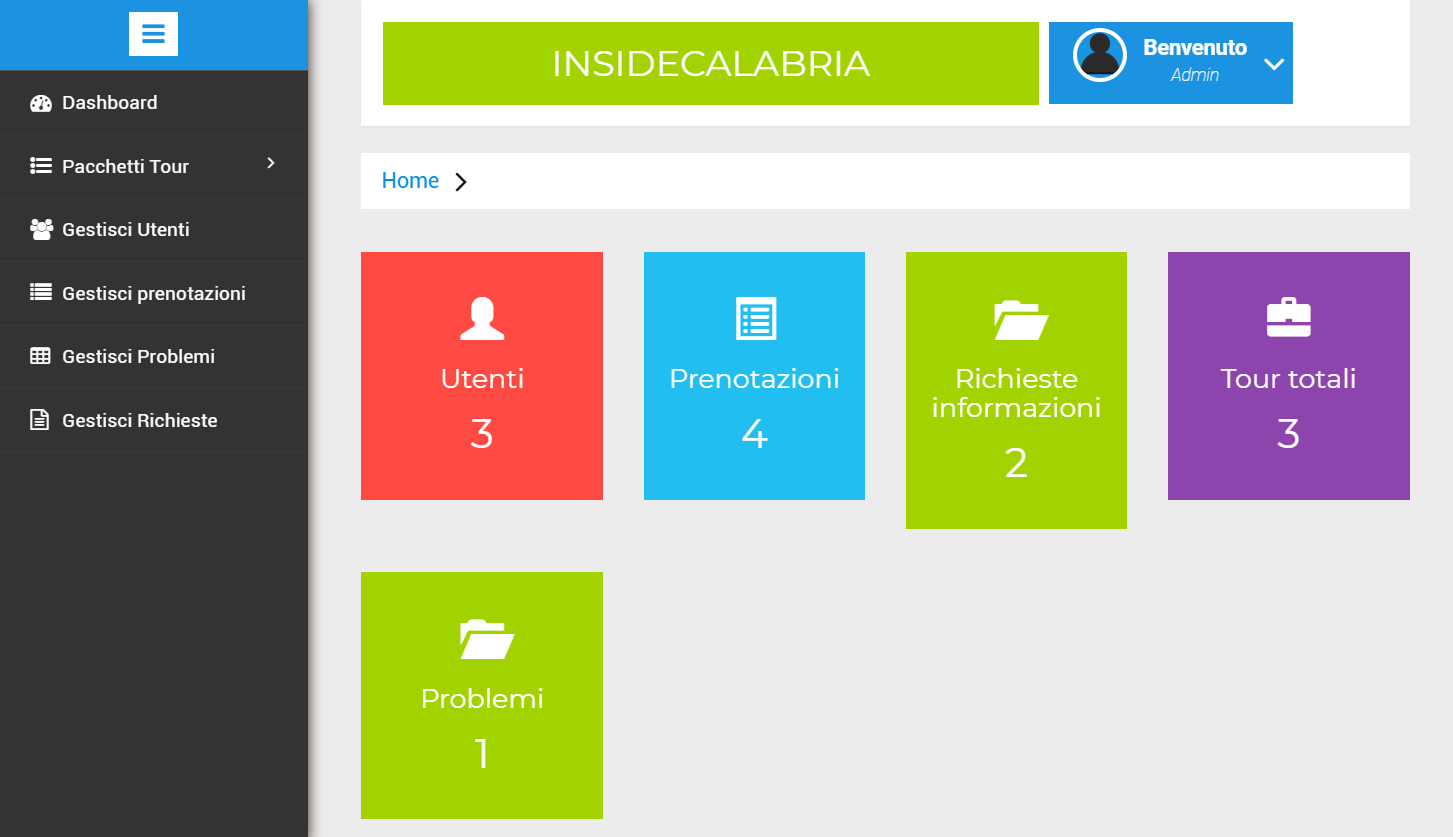 Dashboard
Pacchetti Tour
Gestisci Utenti
Gestisci prenotazioni
Gestisci Problemi
Gestisci Richieste
INSIDECALABRIA
Benvenuto
Admin
Home
Utenti
3
Prenotazioni
4
Richieste
informazioni
2
Tour totali
3
Problemi
1